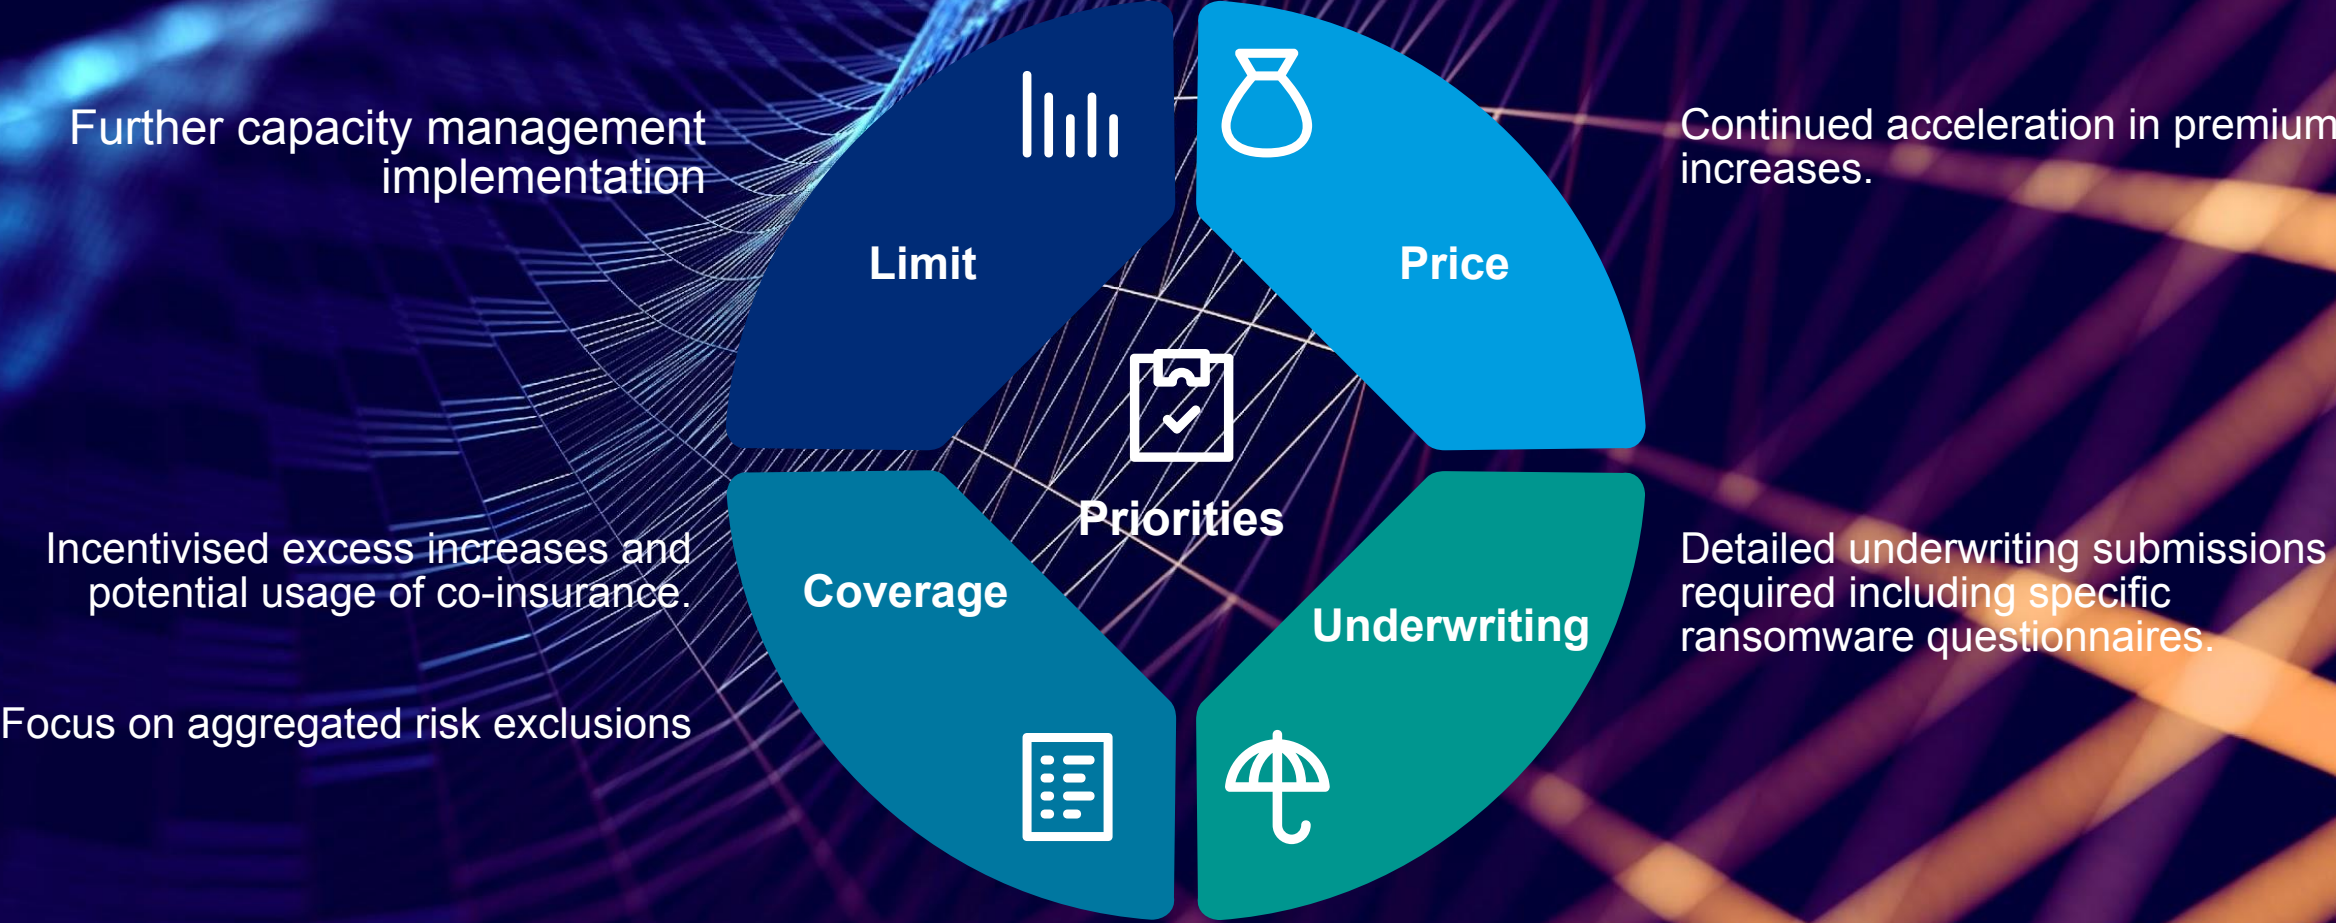 Further capacity management
implementation
Limit
Price
Continued acceleration in premium
increases.
Priorities
Incentivised excess increases and
potential usage of co-insurance.
Focus on aggregated risk exclusions
Coverage
Underwriting
Detailed underwriting submissions
required including specific
ransomware questionnaires.